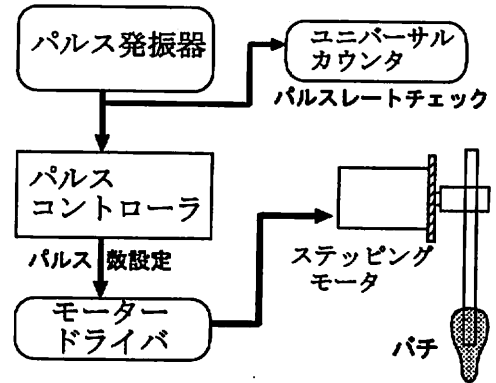 パルス発振器
ユニバーサル
カウンタ
パルスレートチェック
パルス
コントローラ
パルス 数設定
ステッピング
モータ
モーター
ドライバ
バチ